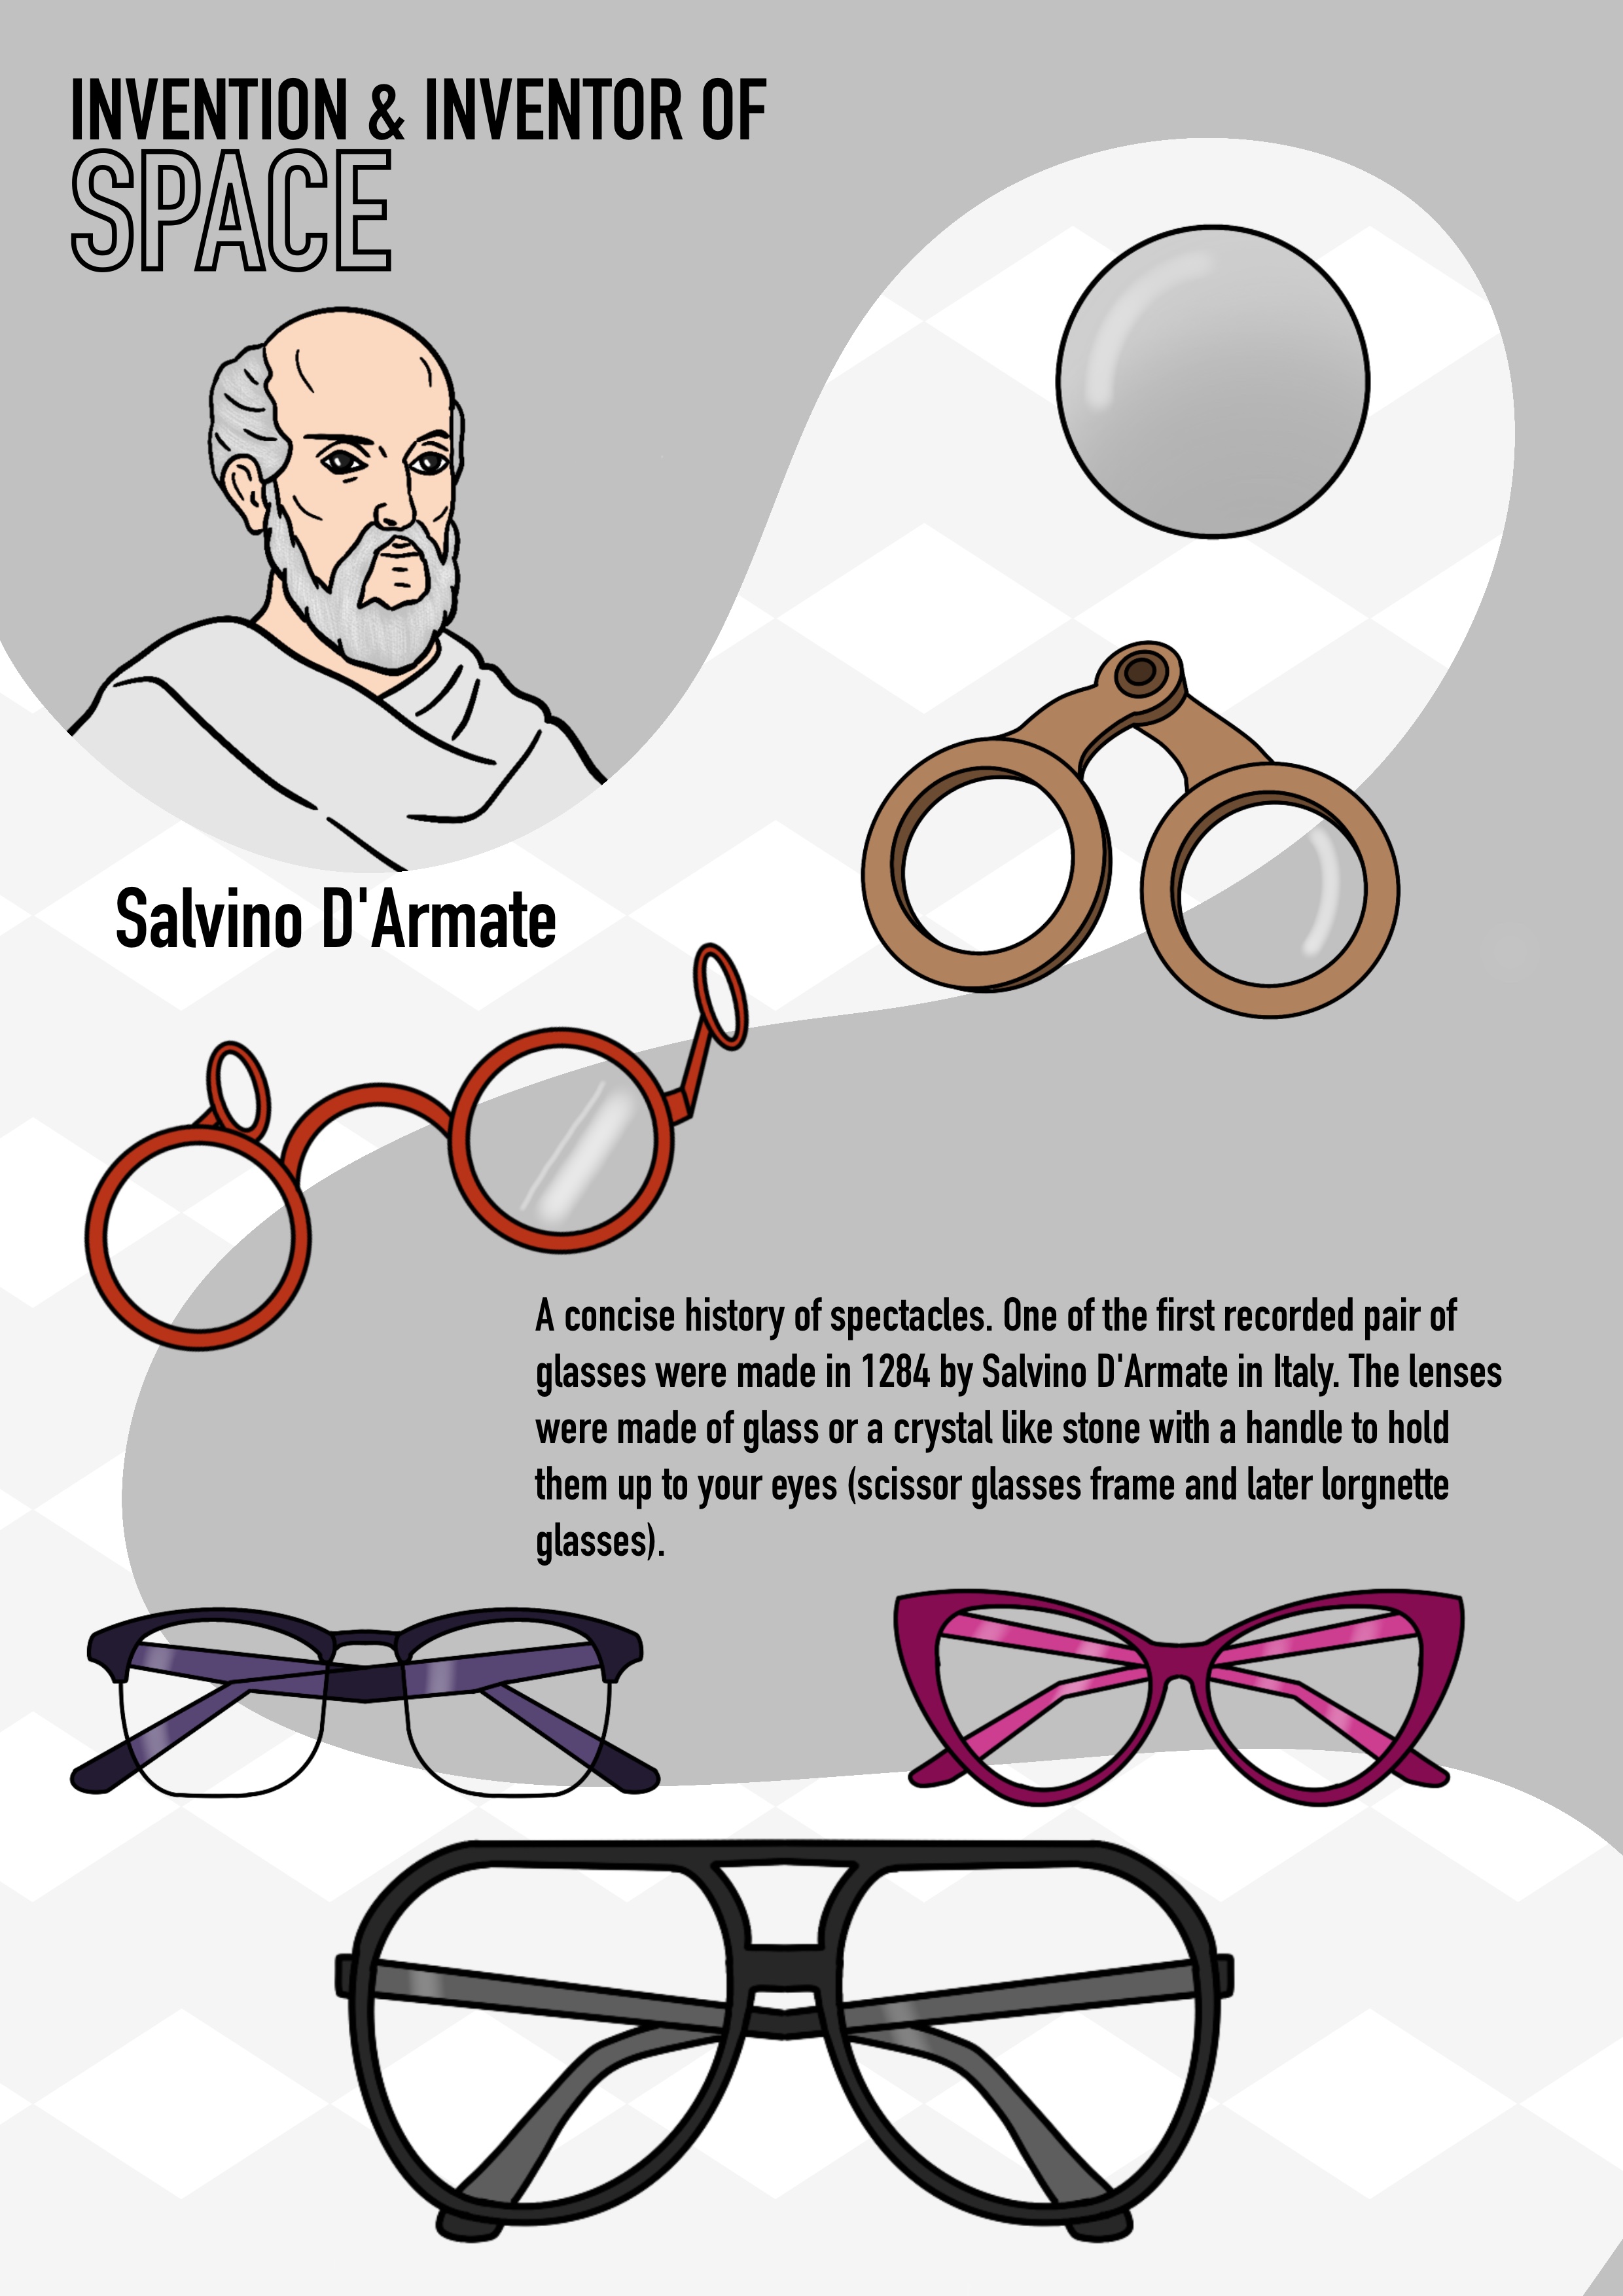 INVENTION & INVENTOR OF
SPACE
Salvino D'Armate
A concise history of spectacles. One of the first recorded pair of
glasses were made in 1284 by Salvino D'Armate in Italy. The lenses
were made of glass or a crystal like stone with a handle to hold
them up to your eyes (scissor glasses frame and later lorgnette
glasses).